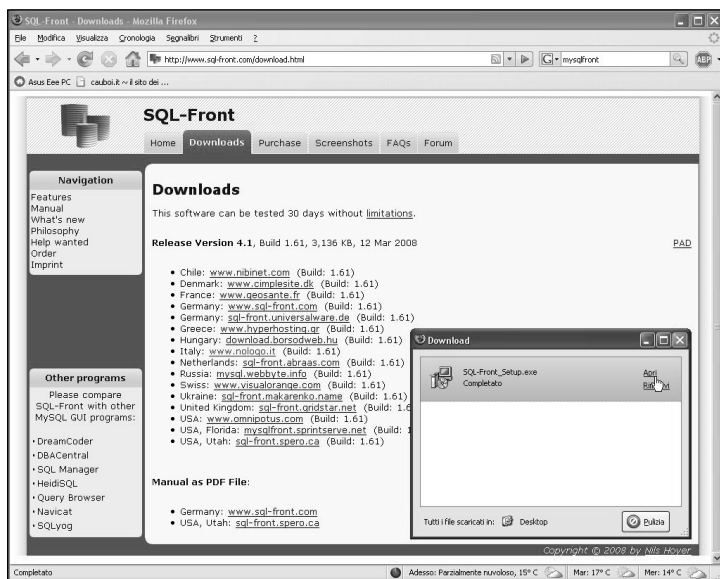 SQL-Front - Downloads - Mozilla Firefox
File Modifica Visualizza Cronologia Segnalibri Strumenti ?
http://www.sql-front.com/download.html
mysqlfront
ABP
Asus Eee PC cauboi.it ~ il sito dei ...
SQL-Front
Home Downloads Purchase Screenshots FAQs Forum
Navigation
Features
Manual
What's new
Philosophy
Help wanted
Order
Imprint
Other programs
Please compare
SQL-Front with other
MySQL GUI programs:
DreamCoder
DBACentral
SQL Manager
HeidiSQL
Query Browser
Navicat
SQLyog
Downloads
This software can be tested 30 days without limitations.
Release Version 4.1, Build 1.61, 3,136 KB, 12 Mar 2008 PAD
• Chile: www.nibinet.com (Build: 1.61)
• Denmark: www.cimplesite.dk (Build: 1.61)
• France: www.geosante.fr (Build: 1.61)
• Germany: www.sql-front.com (Build: 1.61)
• Germany: sql-front.universalware.de (Build: 1.61)
• Greece: www.hyperhosting.gr (Build: 1.61)
• Hungary: download.borsodweb.hu (Build: 1.61)
• Italy: www.nologo.it (Build: 1.61)
• Netherlands: sql-front.abraas.com (Build: 1.61)
• Russia: mysql.webbyte.info (Build: 1.61)
• Swiss: www.visualorange.com (Build: 1.61)
• Ukraine: sql-front.makarenko.name (Build: 1.61)
• United Kingdom: sql-front.gridstar.net (Build: 1.6
• USA: www.omnipotus.com (Build: 1.61)
• USA, Florida: mysqlfront.sprintserve.net (Build: 1
• USA, Utah: sql-front.spero.ca (Build: 1.61)
Manual as PDF File:
• Germany: www.sql-front.com
• USA, Utah: sql-front.spero.ca
Download
SQL-Front_Setup.exe
Completato
Apri
Tutti i file scaricati in: Desktop
Pulizia
Copyright © 2008 by Nils Hoyer
Completato
Adesso: Parzialmente nuvoloso, 15° C Mar: 17° C Mer: 14° C